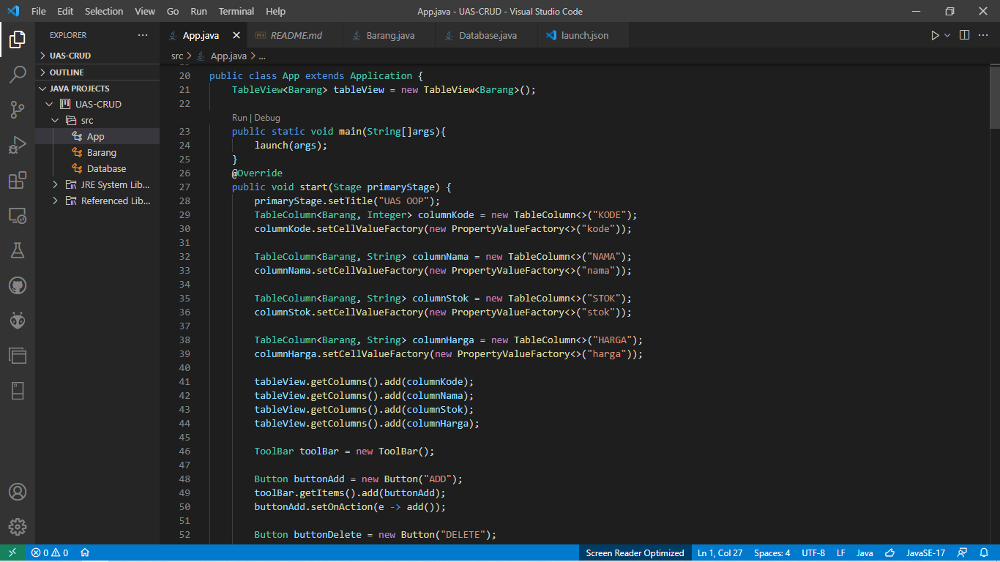 File Edit Selection View Go Run Terminal Help App.java - UAS-CRUD - Visual Studio Code
EXPLORER
App.java README.md Barang.java Database.java launch.json
UAS-CRUD
OUTLINE
JAVA PROJECTS
UAS-CRUD
src
App
Barang
Database
JRE System Lib...
Referenced Lib...
src > App.java > ...
20 public class App extends Application {
21 TableView<Barang> tableView = new TableView<Barang>();
22
Run | Debug
23 public static void main(String[]args){
24 launch(args);
25 }
26 @Override
27 public void start(Stage primaryStage) {
28 primaryStage.setTitle("UAS OOP");
29 TableColumn<Barang, Integer> columnKode = new TableColumn<>("KODE");
30 columnKode.setCellValueFactory(new PropertyValueFactory<>("kode"));
31
32 TableColumn<Barang, String> columnNama = new TableColumn<>("NAMA");
33 columnNama.setCellValueFactory(new PropertyValueFactory<>("nama"));
34
35 TableColumn<Barang, String> columnStok = new TableColumn<>("STOK");
36 columnStok.setCellValueFactory(new PropertyValueFactory<>("stok"));
37
38 TableColumn<Barang, String> columnHarga = new TableColumn<>("HARGA");
39 columnHarga.setCellValueFactory(new PropertyValueFactory<>("harga"));
40
41 tableView.getColumns().add(columnKode);
42 tableView.getColumns().add(columnNama);
43 tableView.getColumns().add(columnStok);
44 tableView.getColumns().add(columnHarga);
45
46 ToolBar toolBar = new ToolBar();
47
48 Button buttonAdd = new Button("ADD");
49 toolBar.getItems().add(buttonAdd);
50 buttonAdd.setOnAction(e -> add());
51
52 Button buttonDelete = new Button("DELETE");
0 0 Screen Reader Optimized Ln 1, Col 27 Spaces: 4 UTF-8 LF Java JavaSE-17